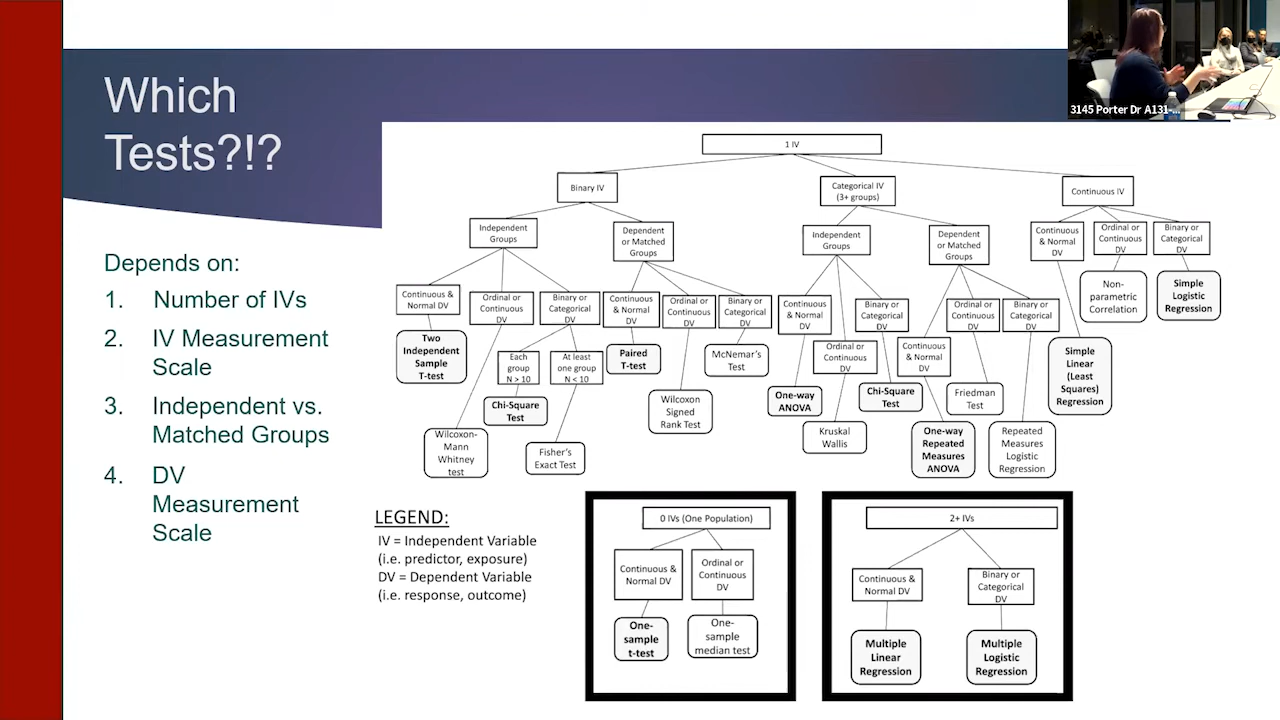 Which
Tests?!?
3145 Porter Dr A131-...
Depends on:
1. Number of IVs
2. IV Measurement
Scale
3. Independent vs.
Matched Groups
4. DV
Measurement
Scale
1 IV
Binary IV
Categorical IV
(3+ groups)
Continuous IV
Independent
Groups
Dependent
or Matched
Groups
Independent
Groups
Dependent
or Matched
Groups
Continuous
& Normal
DV
Ordinal or
Continuous
DV
Binary or
Categorical
DV
Continuous &
Normal DV
Ordinal or
Continuous
DV
Binary or
Categorical
DV
Continuous
& Normal
DV
Ordinal or
Continuous
DV
Binary or
Categorical
DV
Continuous
& Normal
DV
Ordinal or
Continuous
DV
Binary or
Categorical
DV
Continuous
& Normal
DV
Ordinal or
Continuous
DV
Binary or
Categorical
DV
Non-
parametric
Correlation
Simple
Logistic
Regression
Two
Independent
Sample
T-test
Each
group
N > 10
At least
one group
N < 10
Paired
T-test
McNemar's
Test
Simple
Linear
(Least
Squares)
Regression
Chi-Square
Test
Wilcoxon
Signed
Rank Test
One-way
ANOVA
Chi-Square
Test
Friedman
Test
Wilcoxon-
Mann
Whitney
test
Fisher's
Exact Test
Kruskal
Wallis
One-way
Repeated
Measures
ANOVA
Repeated
Measures
Logistic
Regression
LEGEND:
IV = Independent Variable
(i.e. predictor, exposure)
DV = Dependent Variable
(i.e. response, outcome)
0 IVs (One Population)
Continuous &
Normal DV
Ordinal or
Continuous
DV
One-
sample
t-test
One-
sample
median test
2+ IVs
Continuous &
Normal DV
Binary or
Categorical
DV
Multiple
Linear
Regression
Multiple
Logistic
Regression